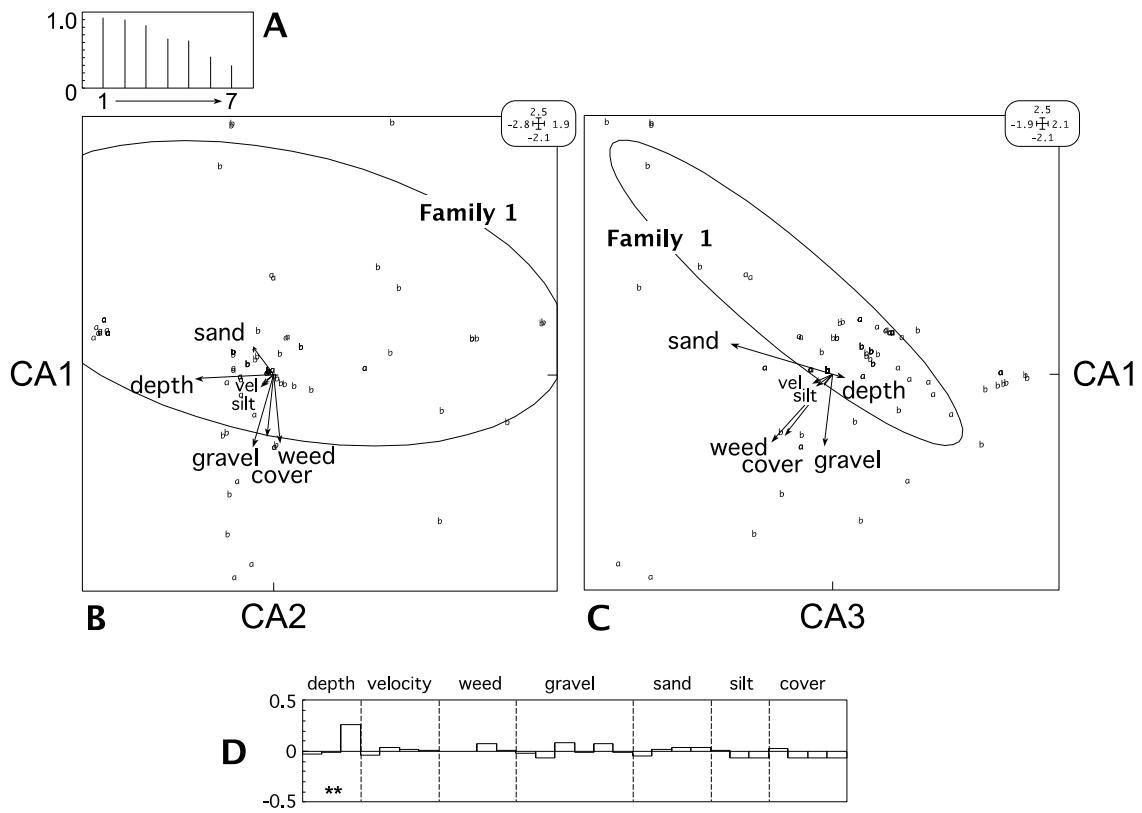 1.0
A
0
1 7
2.5
-2.8 1.9
-2.1
2.5
-1.9 2.1
-2.1
Family 1
Family 1
sand
sand
CA1
depth
vel
silt
vel
silt
depth
CA1
gravel
weed
cover
weed
cover
gravel
B
CA2
C
CA3
depth velocity weed gravel sand silt cover
0.5
D
0
**
-0.5